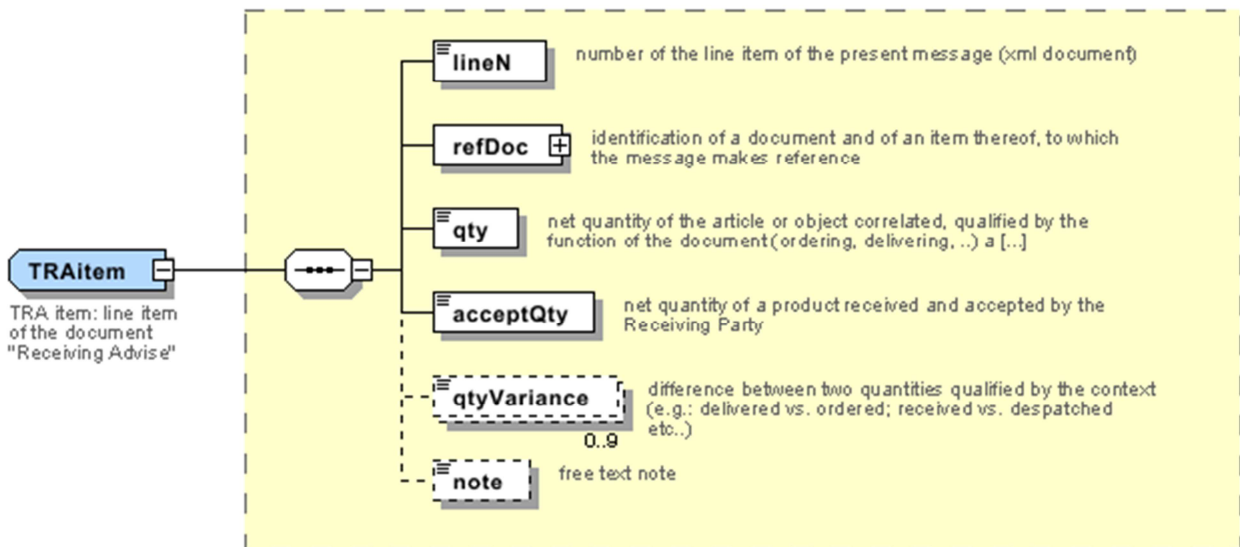 lineN
number of the line item of the present message (xml document)
refDoc
identification of a document and of an item thereof, to which
the message makes reference
qty
net quantity of the article or object correlated, qualified by the
function of the document (ordering, delivering, ..) a [..]
TRAitem
TRA item: line item
of the document
"Receiving Advise"
acceptQty
net quantity of a product received and accepted by the
Receiving Party
qtyVariance
difference between two quantities qualified by the context
(e.g.: delivered vs. ordered; received vs. despatched
etc..)
0..9
note
free text note